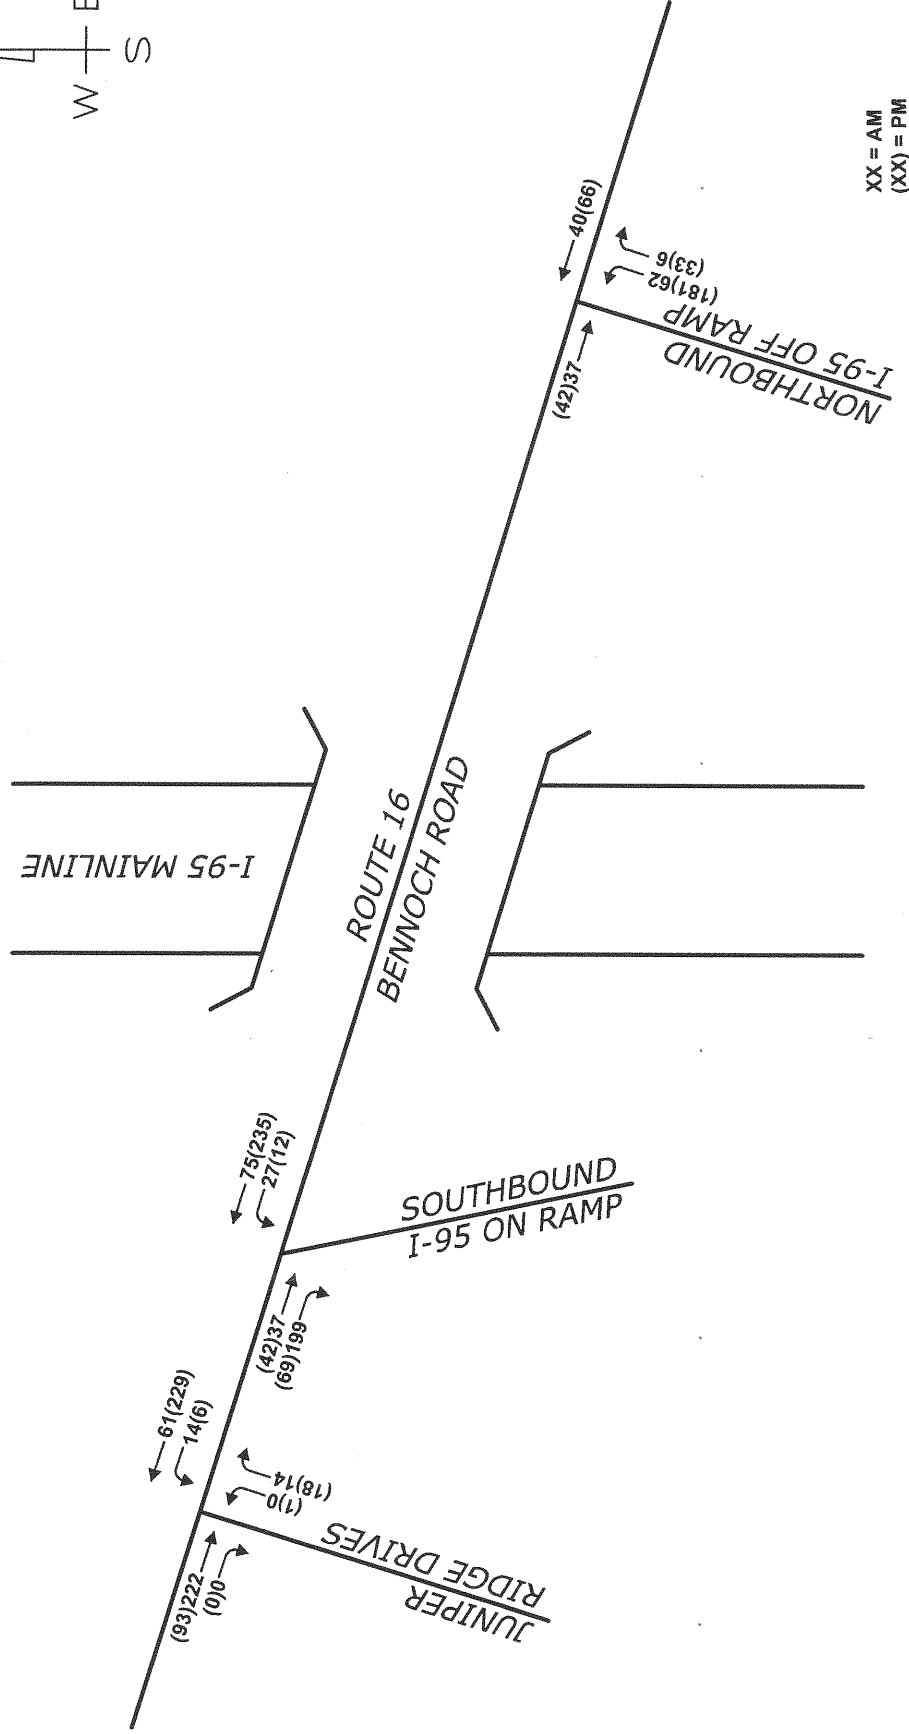 E
W
S
XX = AM
(XX) = PM
40(66)
(33)6
(181)62
NORTHBOUND
I-95 OFF RAMP
(42)37
I-95 MAINLINE
ROUTE 16
BENNOCH ROAD
75(235)
27(12)
SOUTHBOUND
I-95 ON RAMP
(42)37
(69)199
61(229)
14(6)
(18)14
(1)0
JUNIPER
RIDGE DRIVES
(93)222
(0)0